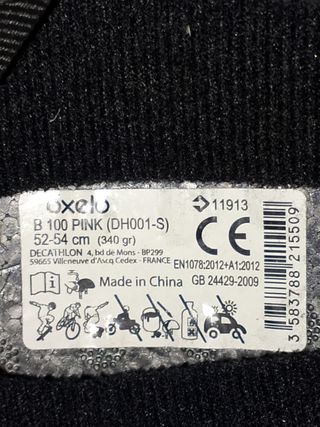 oxelo
11913
B 100 PINK (DH001-S)
52-54 cm (340 gr)
DECATHLON 4, bd de Mons - BP299
59665 Villeneuve d'Ascq Cedex - FRANCE
CE
EN1078:2012+A1:2012
Made in China
GB 24429-2009
3 583788 215509